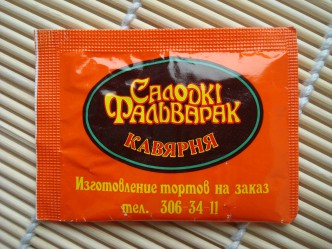 Салодкі
Фальварак
КАВЯРНЯ
Изготовление тортов на заказ
тел. 306-34-11